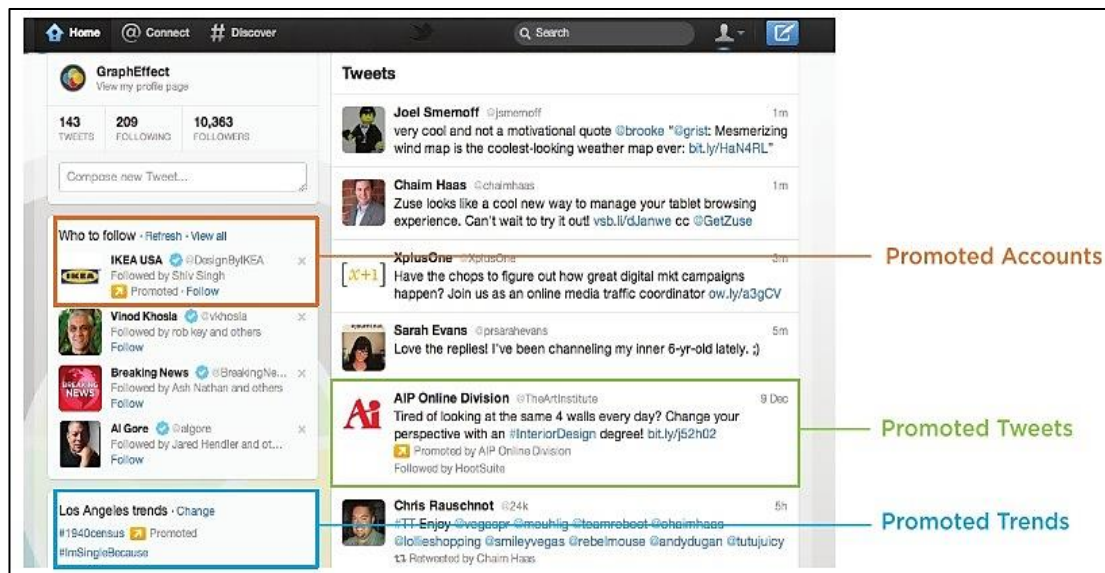 Home @ Connect # Discover
Search
GraphEffect
View my profile page
143 209 10,363
TWEETS FOLLOWING FOLLOWERS
Compose new Tweet...
Who to follow · Refresh · View all
IKEA USA @DesignByIKEA
IKEA
Followed by Shiv Singh
Promoted · Follow
Vinod Khosla @vkhosla
Followed by rob key and others
Follow
Breaking News @BreakingNe...
BREAKING NEWS
Followed by Ash Nathan and others
Follow
Al Gore @algore
Followed by Jared Hendler and ot...
Follow
Los Angeles trends · Change
#1940census Promoted
#ImSingleBecause
Tweets
Joel Smernoff @jsmernoff 1m
very cool and not a motivational quote @brooke "@grist: Mesmerizing
wind map is the coolest-looking weather map ever: bit.ly/HaN4RL"
Chaim Haas @chaimhaas 1m
Zuse looks like a cool new way to manage your tablet browsing
experience. Can't wait to try it out! vsb.li/dJanwe cc @GetZuse
XplusOne @XplusOne 3m
[x+1]
Have the chops to figure out how great digital mkt campaigns
happen? Join us as an online media traffic coordinator ow.ly/a3gCV
Sarah Evans @prsarahevans 5m
Love the replies! I've been channeling my inner 6-yr-old lately. ;)
AIP Online Division @TheArtInstitute 9 Dec
Ai
Tired of looking at the same 4 walls every day? Change your
perspective with an #InteriorDesign degree! bit.ly/j52h02
Promoted by AIP Online Division
Followed by HootSuite
Chris Rauschnot @24k 5h
#TT Enjoy @vegaspr @mouhlig @teamreboot @chaimhaas
@lollieshopping @smileyvegas @rebelmouse @andydugan @tutujuicy
Retweeted by Chaim Haas
Promoted Accounts
Promoted Tweets
Promoted Trends